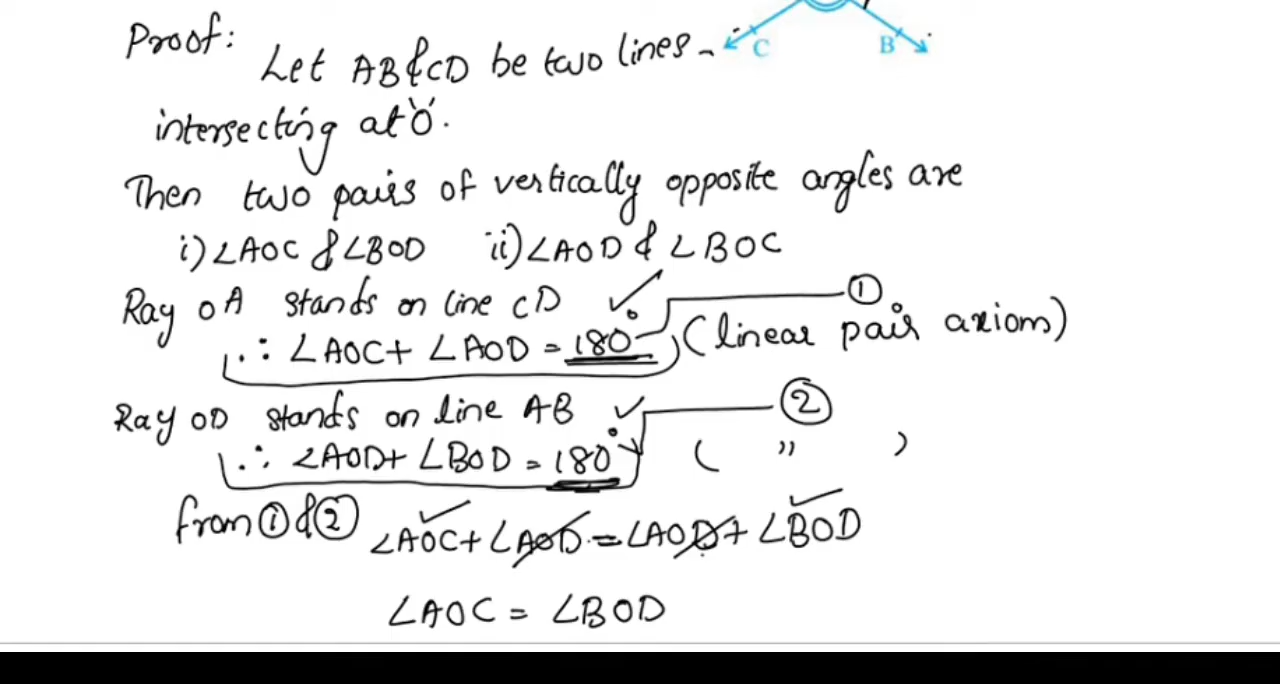 Proof:
C B
Let AB & CD be two lines
intersecting at 'O'.
Then two pairs of vertically opposite angles are
i) ∠AOC & ∠BOD ii) ∠AOD & ∠BOC
Ray OA stands on line CD ✓ ①
∴ ∠AOC + ∠AOD = 180° (linear pair axiom)
Ray OD stands on line AB ✓ ②
∴ ∠AOD + ∠BOD = 180° ( " )
from ① & ② ∠AOC + ∠AOD = ∠AOD + ∠BOD
∠AOC = ∠BOD